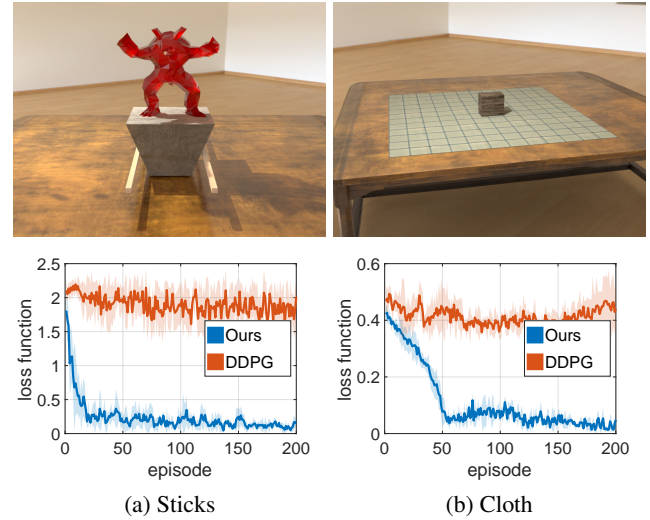 2.5
2
1.5
1
0.5
0
loss function
Ours
DDPG
0 50 100 150 200
episode
(a) Sticks
0.6
0.4
0.2
0
loss function
Ours
DDPG
0 50 100 150 200
episode
(b) Cloth